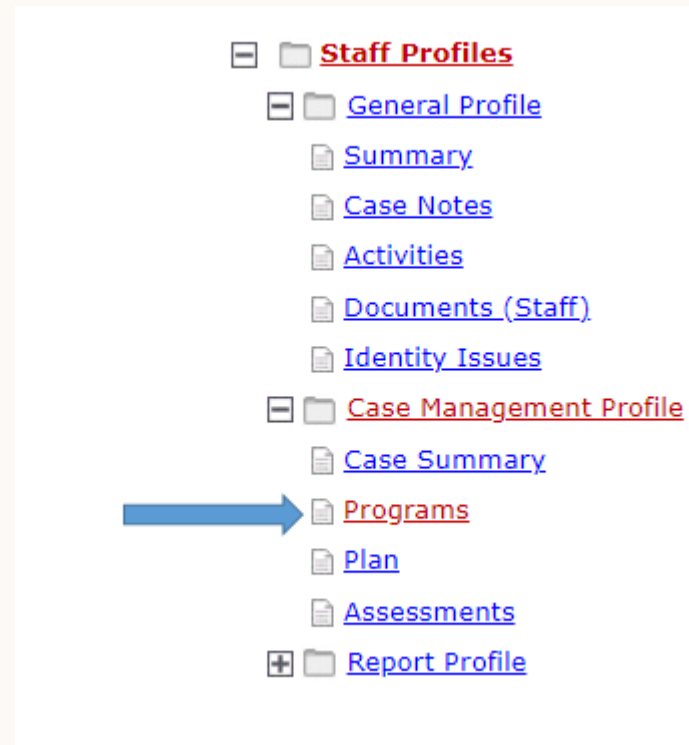 Staff Profiles
General Profile
Summary
Case Notes
Activities
Documents (Staff)
Identity Issues
Case Management Profile
Case Summary
Programs
Plan
Assessments
Report Profile